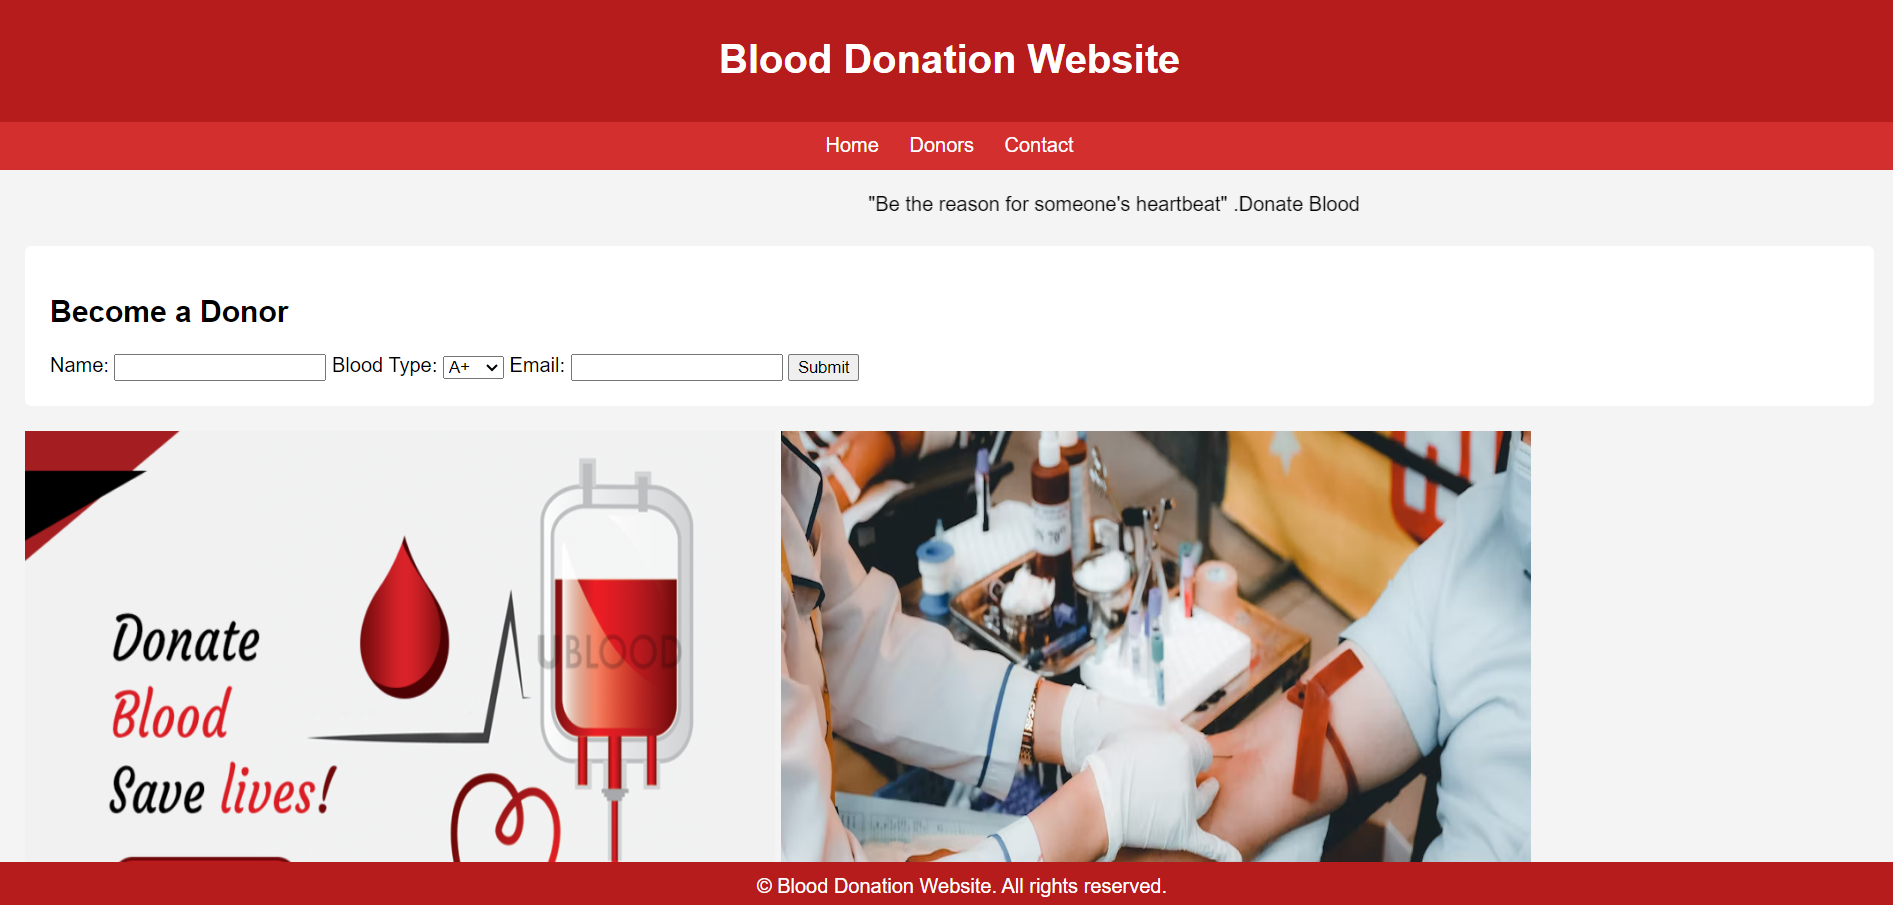 Blood Donation Website
Home Donors Contact
"Be the reason for someone's heartbeat" .Donate Blood
Become a Donor
Name: Blood Type: A+ Email: Submit
Donate
Blood
Save lives!
UBLOOD
© Blood Donation Website. All rights reserved.